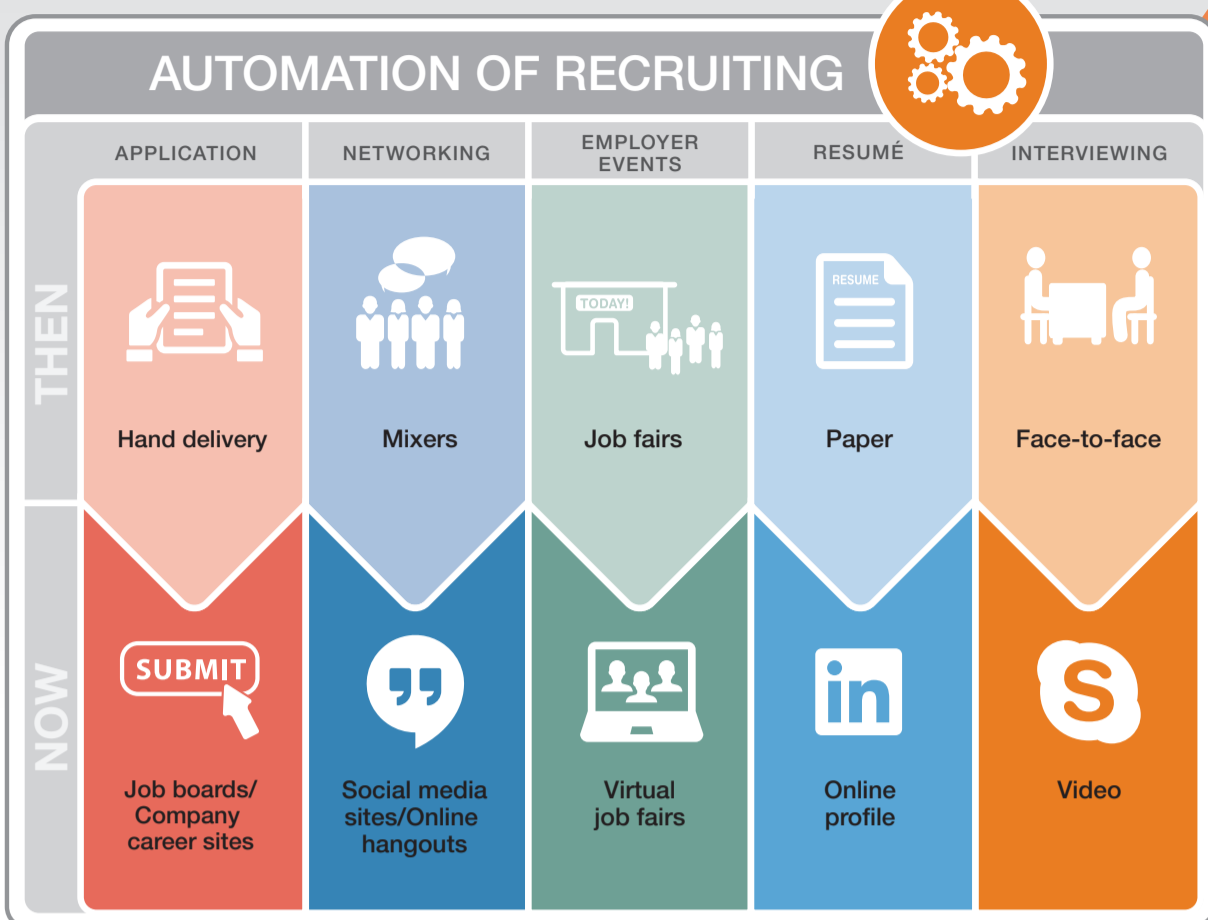 AUTOMATION OF RECRUITING
APPLICATION
NETWORKING
EMPLOYER
EVENTS
RESUMÉ
INTERVIEWING
THEN
TODAY!
RESUME
Hand delivery
Mixers
Job fairs
Paper
Face-to-face
NOW
SUBMIT
in
S
Job boards/
Company
career sites
Social media
sites/Online
hangouts
Virtual
job fairs
Online
profile
Video